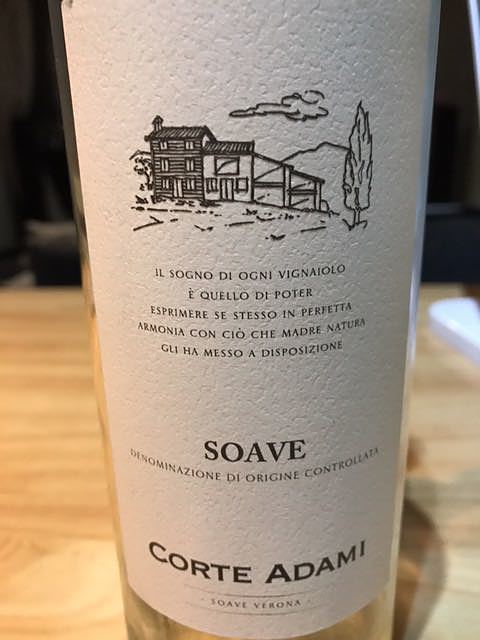 IL SOGNO DI OGNI VIGNAIOLO
È QUELLO DI POTER
ESPRIMERE SE STESSO IN PERFETTA
ARMONIA CON CIÒ CHE MADRE NATURA
GLI HA MESSO A DISPOSIZIONE
SOAVE
DENOMINAZIONE DI ORIGINE CONTROLLATA
CORTE ADAMI
- SOAVE VERONA -